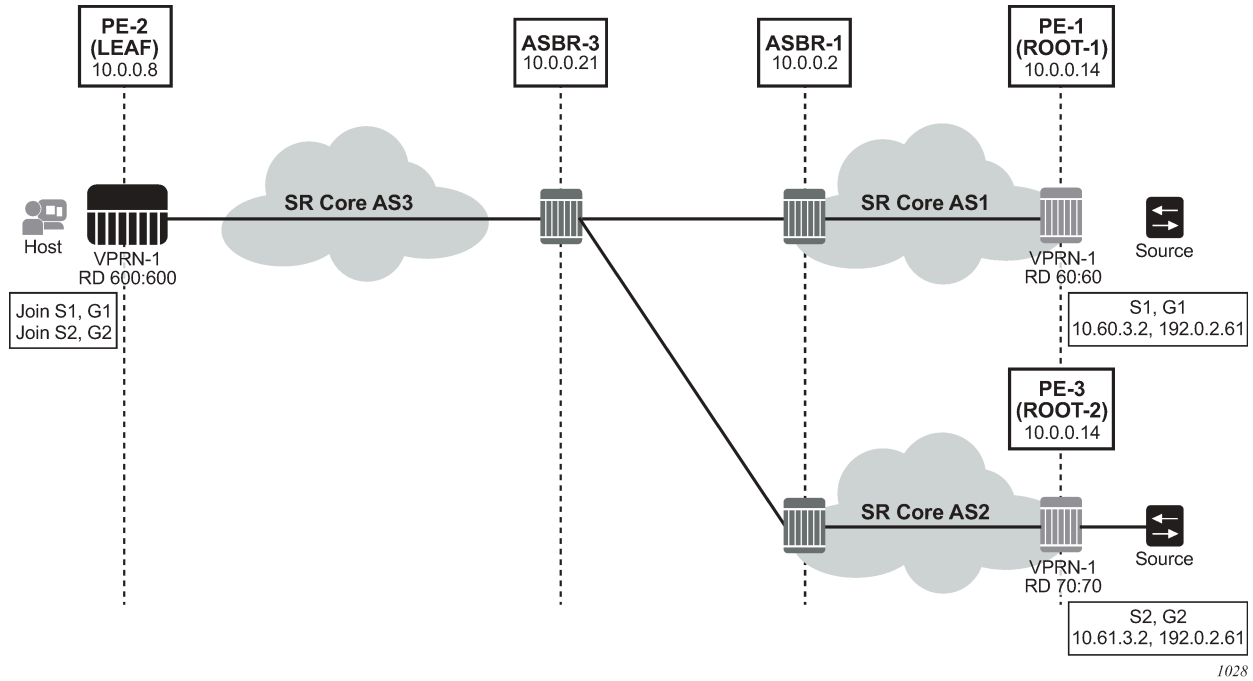 PE-2
(LEAF)
10.0.0.8
ASBR-3
10.0.0.21
ASBR-1
10.0.0.2
PE-1
(ROOT-1)
10.0.0.14
SR Core AS3
SR Core AS1
Host
VPRN-1
RD 600:600
VPRN-1
RD 60:60
Source
Join S1, G1
Join S2, G2
S1, G1
10.60.3.2, 192.0.2.61
PE-3
(ROOT-2)
10.0.0.14
SR Core AS2
VPRN-1
RD 70:70
Source
S2, G2
10.61.3.2, 192.0.2.61
1028